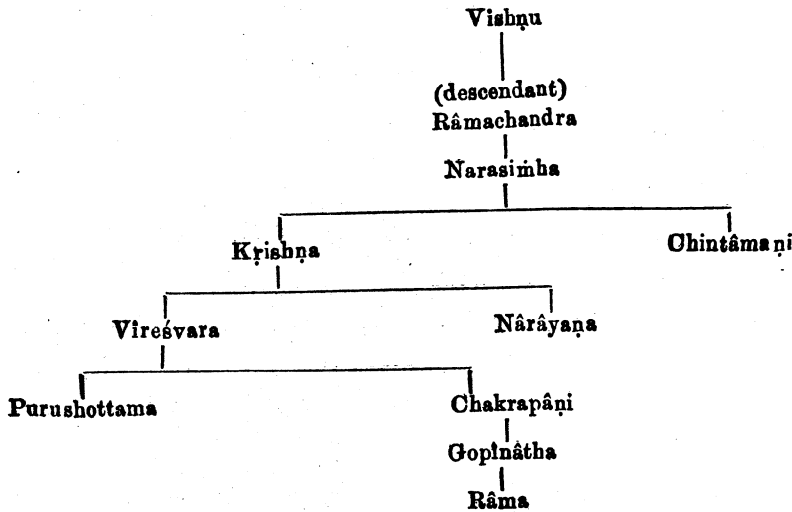 Vishṇu
(descendant)
Râmachandra
Narasiṁha
Kṛishṇa
Chintâmaṇi
Vireśvara
Nârâyaṇa
Purushottama
Chakrapâṇi
Gopînâtha
Râma